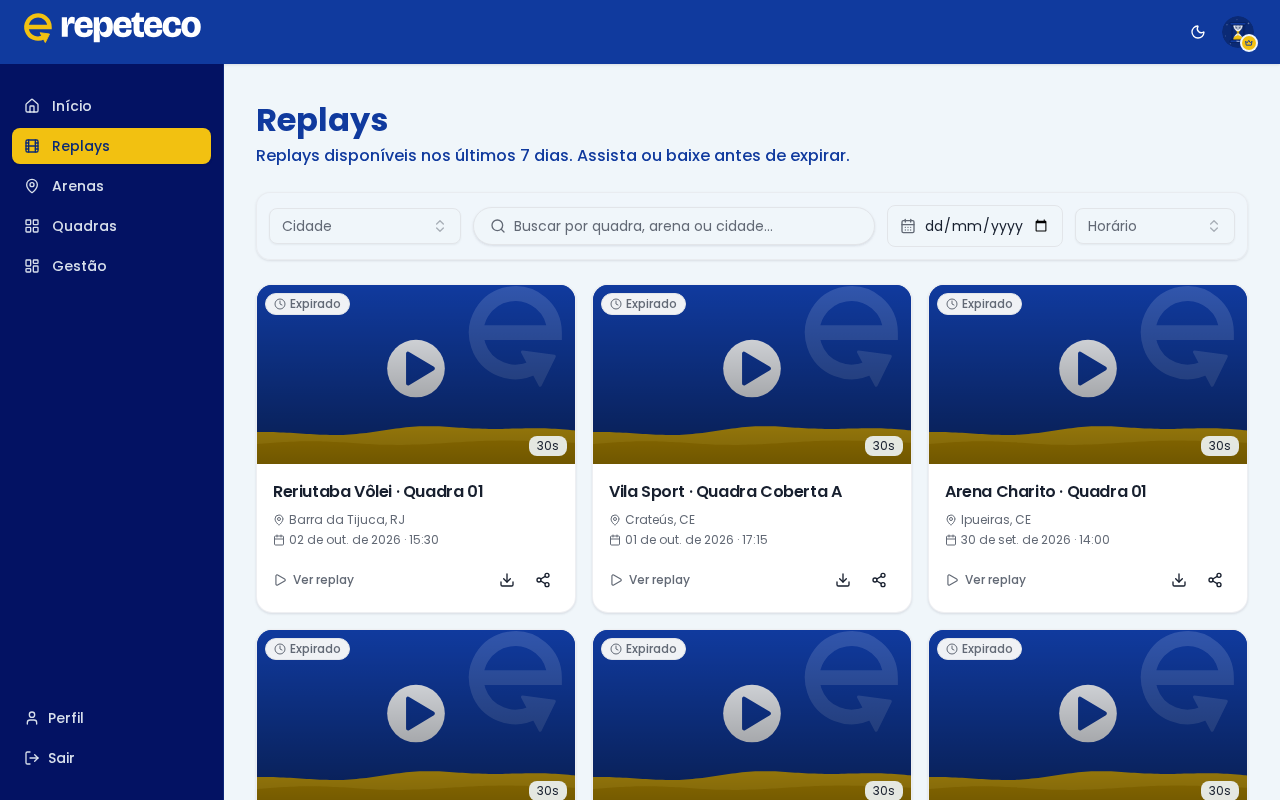 repeteco
Início
Replays
Arenas
Quadras
Gestão
Perfil
Sair
Replays
Replays disponíveis nos últimos 7 dias. Assista ou baixe antes de expirar.
Cidade
Buscar por quadra, arena ou cidade...
dd/mm/yyyy
Horário
Expirado
30s
Reriutaba Vôlei · Quadra 01
Barra da Tijuca, RJ
02 de out. de 2026 · 15:30
Ver replay
Expirado
30s
Vila Sport · Quadra Coberta A
Crateús, CE
01 de out. de 2026 · 17:15
Ver replay
Expirado
30s
Arena Charito · Quadra 01
Ipueiras, CE
30 de set. de 2026 · 14:00
Ver replay
Expirado
30s
Expirado
30s
Expirado
30s